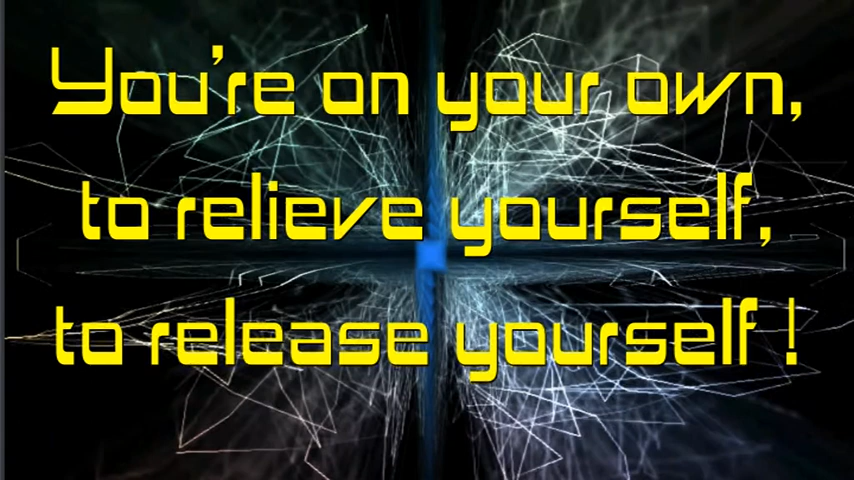 You're on your own,
to relieve yourself,
to release yourself !